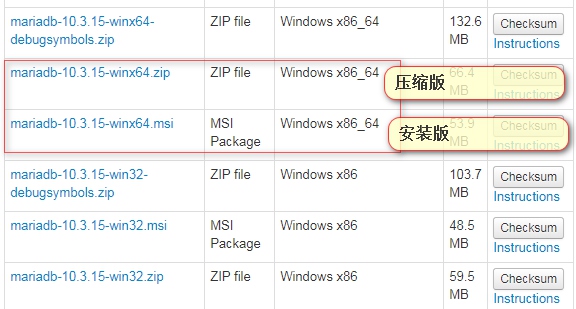 mariadb-10.3.15-winx64-debugsymbols.zip ZIP file Windows x86_64 132.6 MB Checksum Instructions
mariadb-10.3.15-winx64.zip ZIP file Windows x86_64 66.4 MB Checksum Instructions
压缩版
mariadb-10.3.15-winx64.msi MSI Package Windows x86_64 53.9 MB Checksum Instructions
安装版
mariadb-10.3.15-win32-debugsymbols.zip ZIP file Windows x86 103.7 MB Checksum Instructions
mariadb-10.3.15-win32.msi MSI Package Windows x86 48.5 MB Checksum Instructions
mariadb-10.3.15-win32.zip ZIP file Windows x86 59.5 MB Checksum Instructions